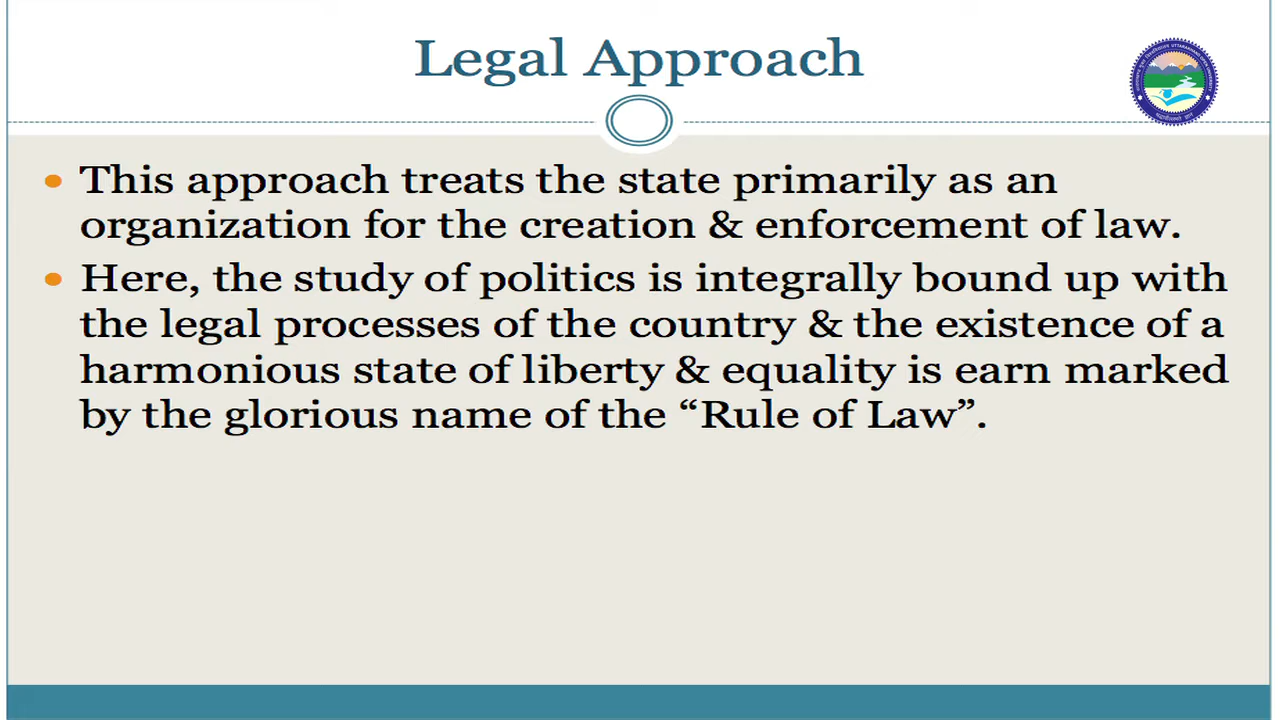 Legal Approach
This approach treats the state primarily as an
organization for the creation & enforcement of law.
Here, the study of politics is integrally bound up with
the legal processes of the country & the existence of a
harmonious state of liberty & equality is earn marked
by the glorious name of the “Rule of Law”.